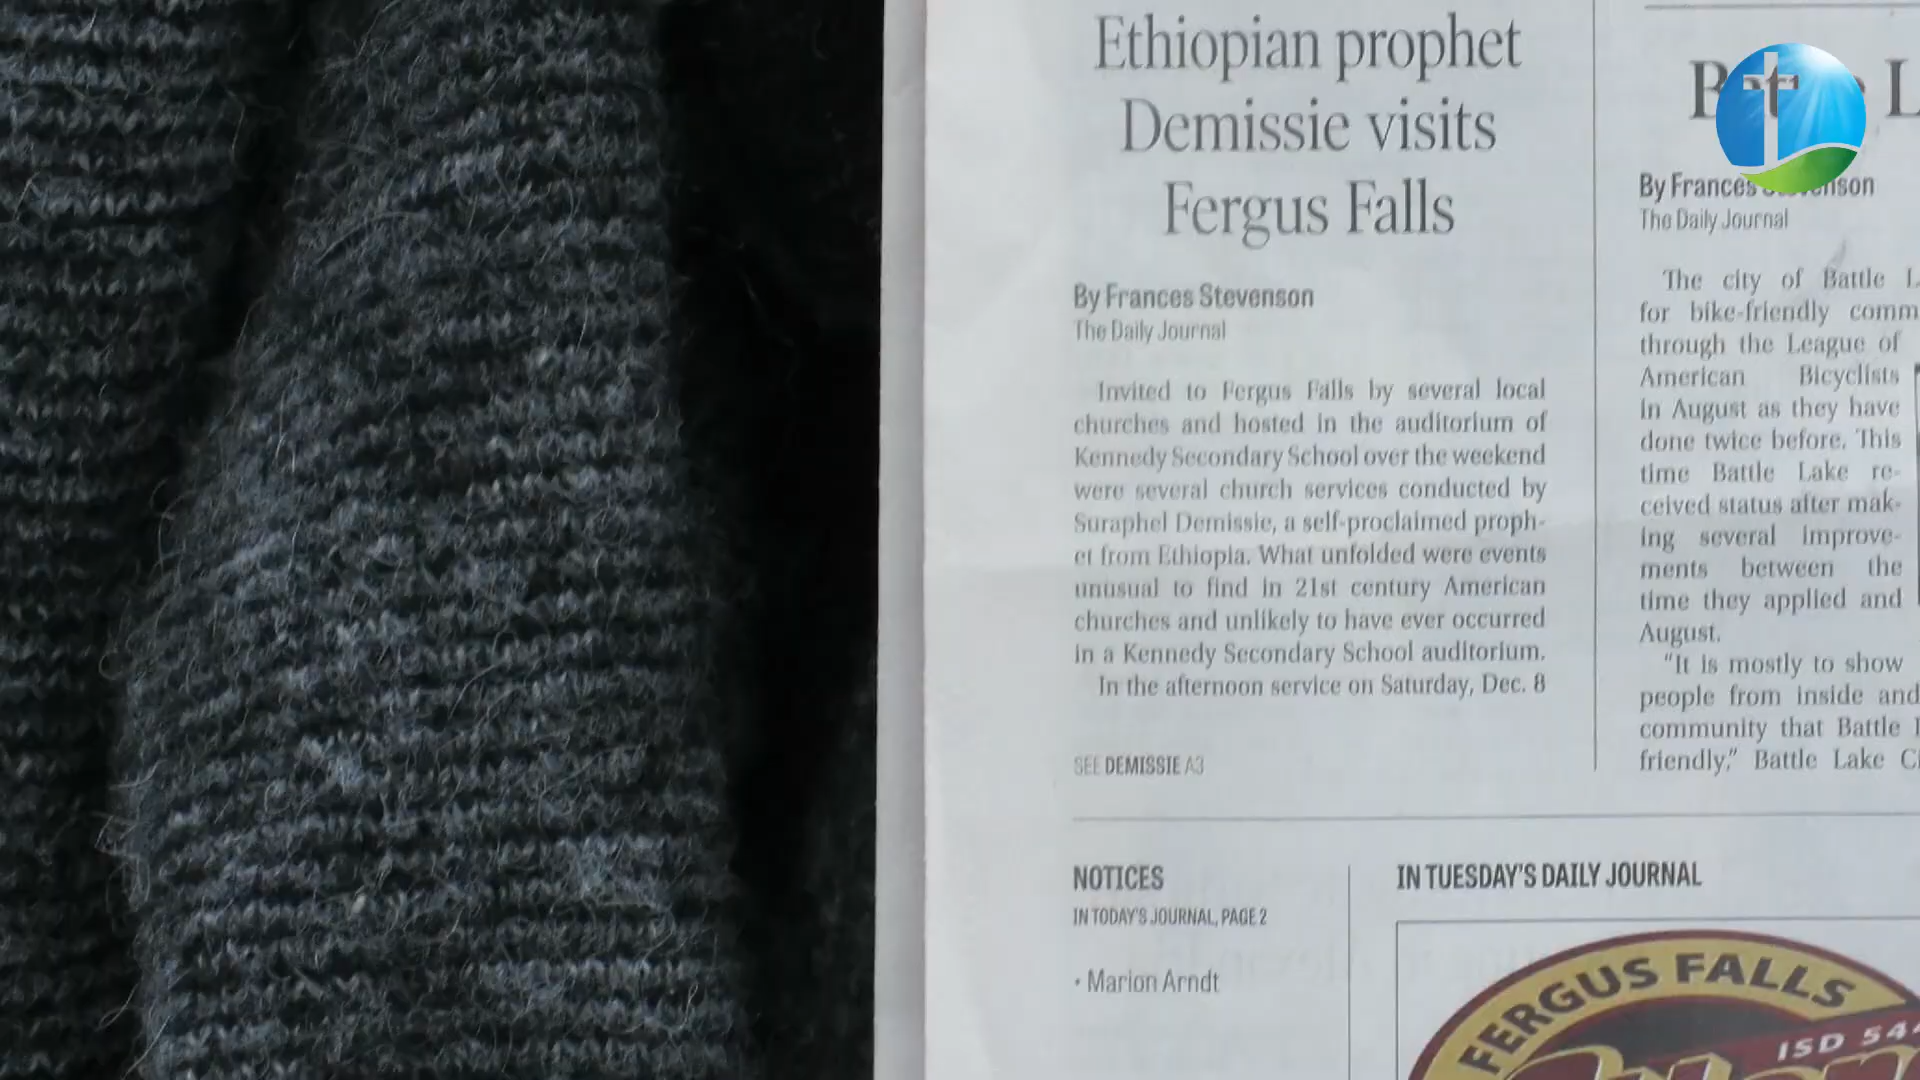 Ethiopian prophet
Demissie visits
Fergus Falls
By Frances Stevenson
The Daily Journal
Invited to Fergus Falls by several local
churches and hosted in the auditorium of
Kennedy Secondary School over the weekend
were several church services conducted by
Suraphel Demissie, a self-proclaimed proph-
et from Ethiopia. What unfolded were events
unusual to find in 21st century American
churches and unlikely to have ever occurred
in a Kennedy Secondary School auditorium.
In the afternoon service on Saturday, Dec. 8
SEE DEMISSIE A3
By Frances
The Daily Journal
The city of Battle
for bike-friendly
through the League of
American Bicyclists
in August as they have
done twice before. This
time Battle Lake re-
ceived status after mak-
ing several improve-
ments between the
time they applied and
August.
"It is mostly to show
people from inside and
community that Battle
friendly," Battle Lake
NOTICES
IN TODAY'S JOURNAL, PAGE 2
• Marion Arndt
IN TUESDAY'S DAILY JOURNAL
FERGUS FALLS
ISD